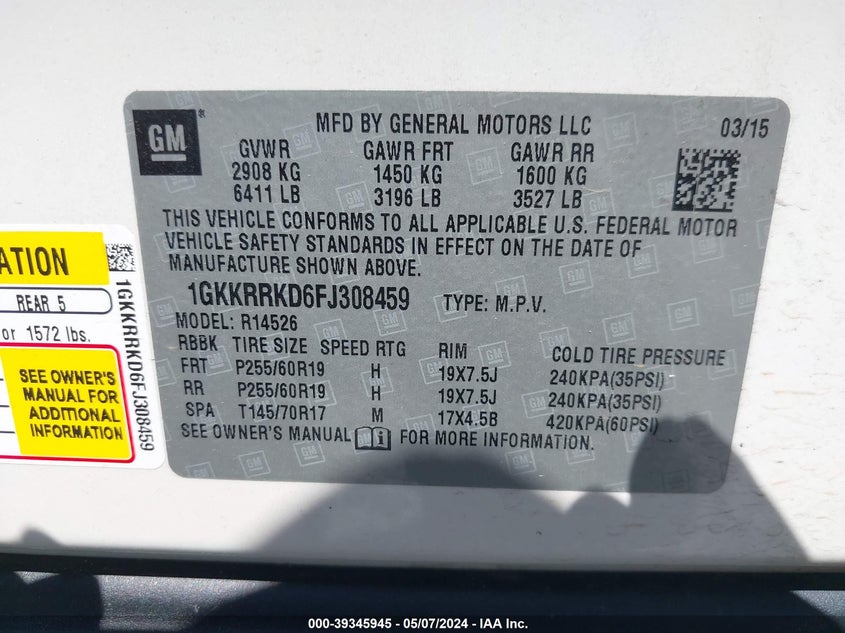 GM
MFD BY GENERAL MOTORS LLC 03/15
GVWR GAWR FRT GAWR RR
2908 KG 1450 KG 1600 KG
6411 LB 3196 LB 3527 LB
THIS VEHICLE CONFORMS TO ALL APPLICABLE U.S. FEDERAL MOTOR
VEHICLE SAFETY STANDARDS IN EFFECT ON THE DATE OF
MANUFACTURE SHOWN ABOVE.
1GKKRRKD6FJ308459 TYPE: M.P.V.
MODEL: R14526
RBBK TIRE SIZE SPEED RTG RIM COLD TIRE PRESSURE
FRT P255/60R19 H 19X7.5J 240KPA(35PSI)
RR P255/60R19 H 19X7.5J 240KPA(35PSI)
SPA T145/70R17 M 17X4.5B 420KPA(60PSI)
SEE OWNER'S MANUAL FOR MORE INFORMATION.
ATION
REAR 5
or 1572 lbs.
SEE OWNER'S
MANUAL FOR
ADDITIONAL
INFORMATION
1GKKRRKD6FJ308459
000-39345945 - 05/07/2024 - IAA Inc.